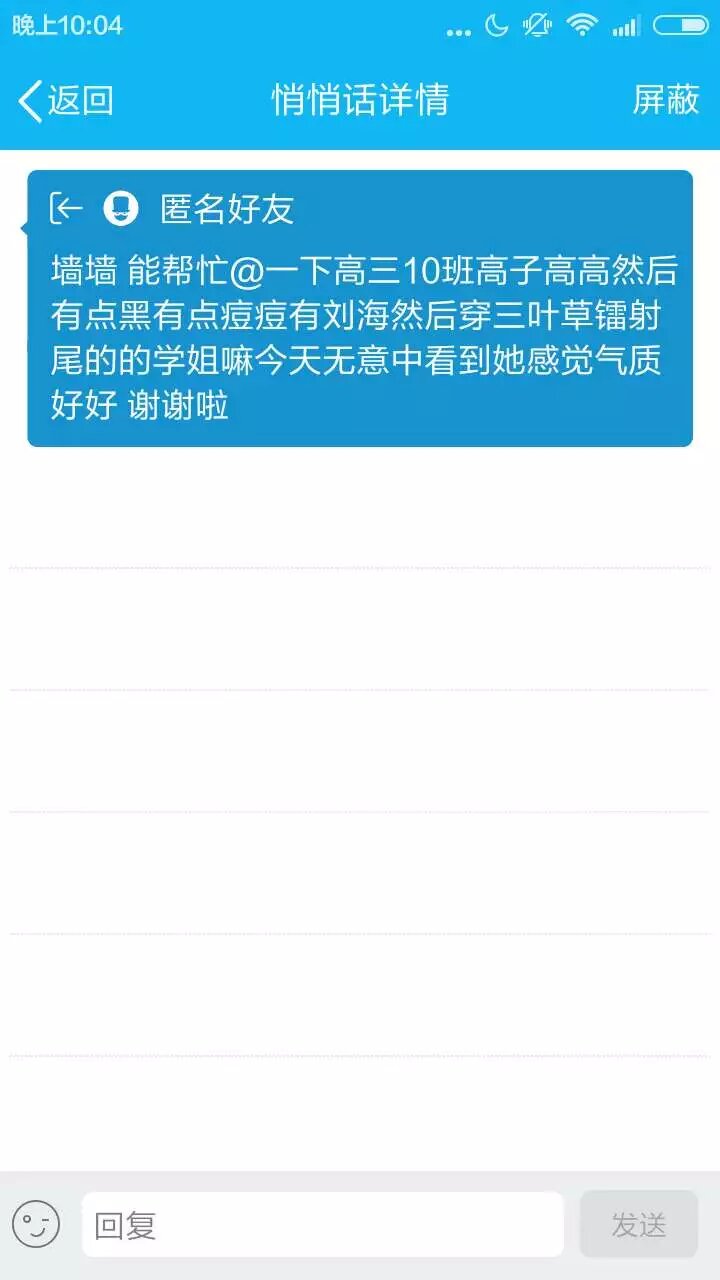 晚上10:04
返回
悄悄话详情
屏蔽
匿名好友
墙墙 能帮忙@一下高三10班高子高高然后
有点黑有点痘痘有刘海然后穿三叶草镭射
尾的的学姐嘛今天无意中看到她感觉气质
好好 谢谢啦
回复
发送